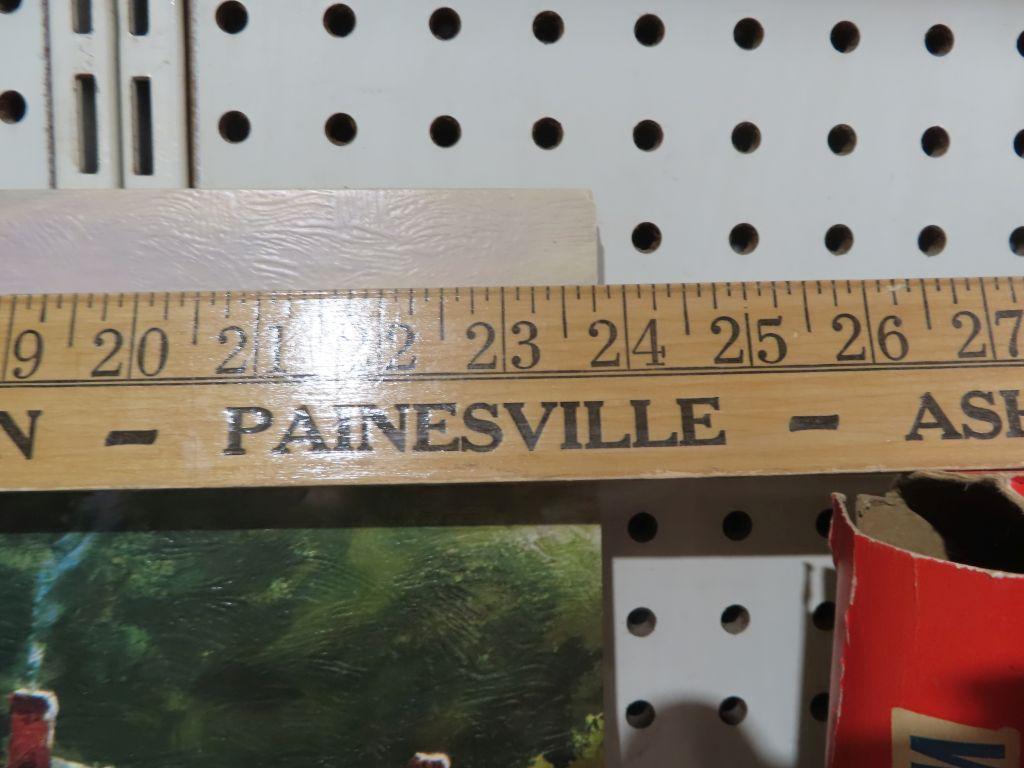 9 20 21 22 23 24 25 26 27
N - PAINESVILLE - ASH